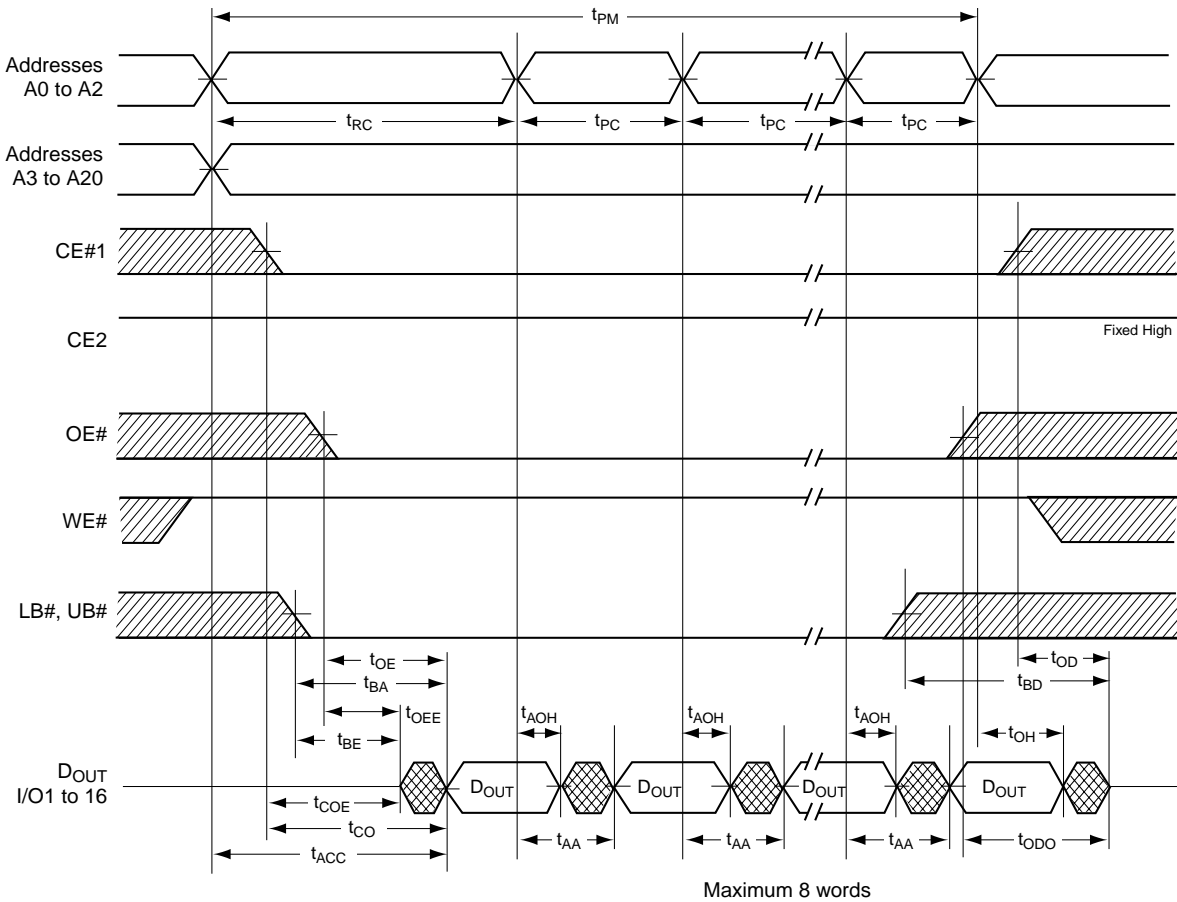 tPM
Addresses
A0 to A2
tRC
tPC
tPC
tPC
Addresses
A3 to A20
CE#1
CE2
Fixed High
OE#
WE#
LB#, UB#
tOE
tOD
tBA
tBD
tOEE
tAOH
tAOH
tAOH
tBE
tOH
DOUT
I/O1 to 16
DOUT
DOUT
DOUT
DOUT
tCOE
tCO
tAA
tAA
tAA
tODO
tACC
Maximum 8 words